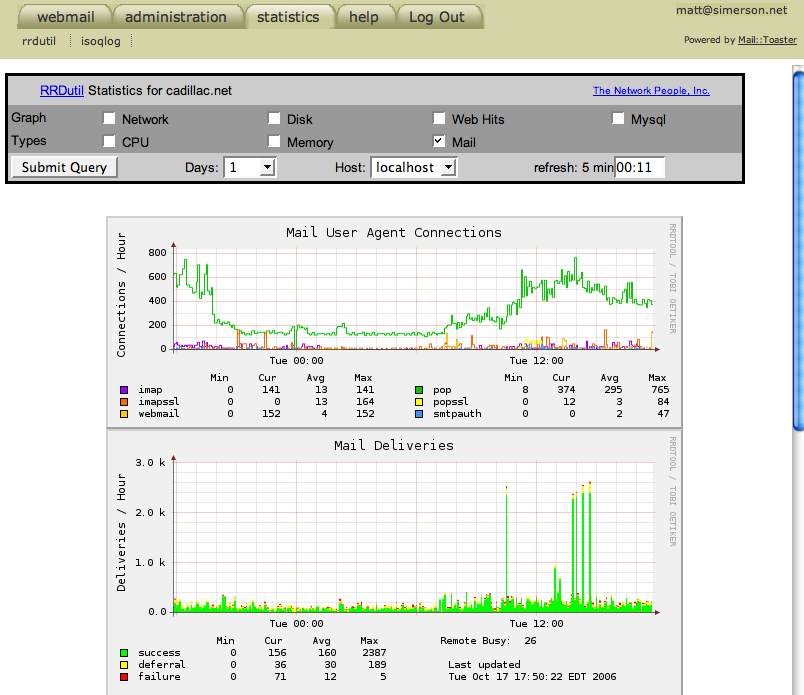 webmail administration statistics help Log Out matt@simerson.net
rrdutil isoqlog Powered by Mail::Toaster
RRDutil Statistics for cadillac.net The Network People, Inc.
Graph Types
Network Disk Web Hits Mysql
CPU Memory Mail
Submit Query Days: 1 Host: localhost refresh: 5 min 00:11
Mail User Agent Connections
RRDTOOL / TOBI OETIKER
Connections / Hour
800
600
400
200
0
Tue 00:00 Tue 12:00
Min Cur Avg Max Min Cur Avg Max
imap 0 141 13 141 pop 8 374 295 765
imapssl 0 0 13 164 popssl 0 12 3 84
webmail 0 152 4 152 smtpauth 0 0 2 47
Mail Deliveries
RRDTOOL / TOBI OETIKER
Deliveries / Hour
3.0 k
2.0 k
1.0 k
0.0
Tue 00:00 Tue 12:00
Min Cur Avg Max Remote Busy: 26
success 0 156 160 2387
deferral 0 36 30 189 Last updated
failure 0 71 12 5 Tue Oct 17 17:50:22 EDT 2006